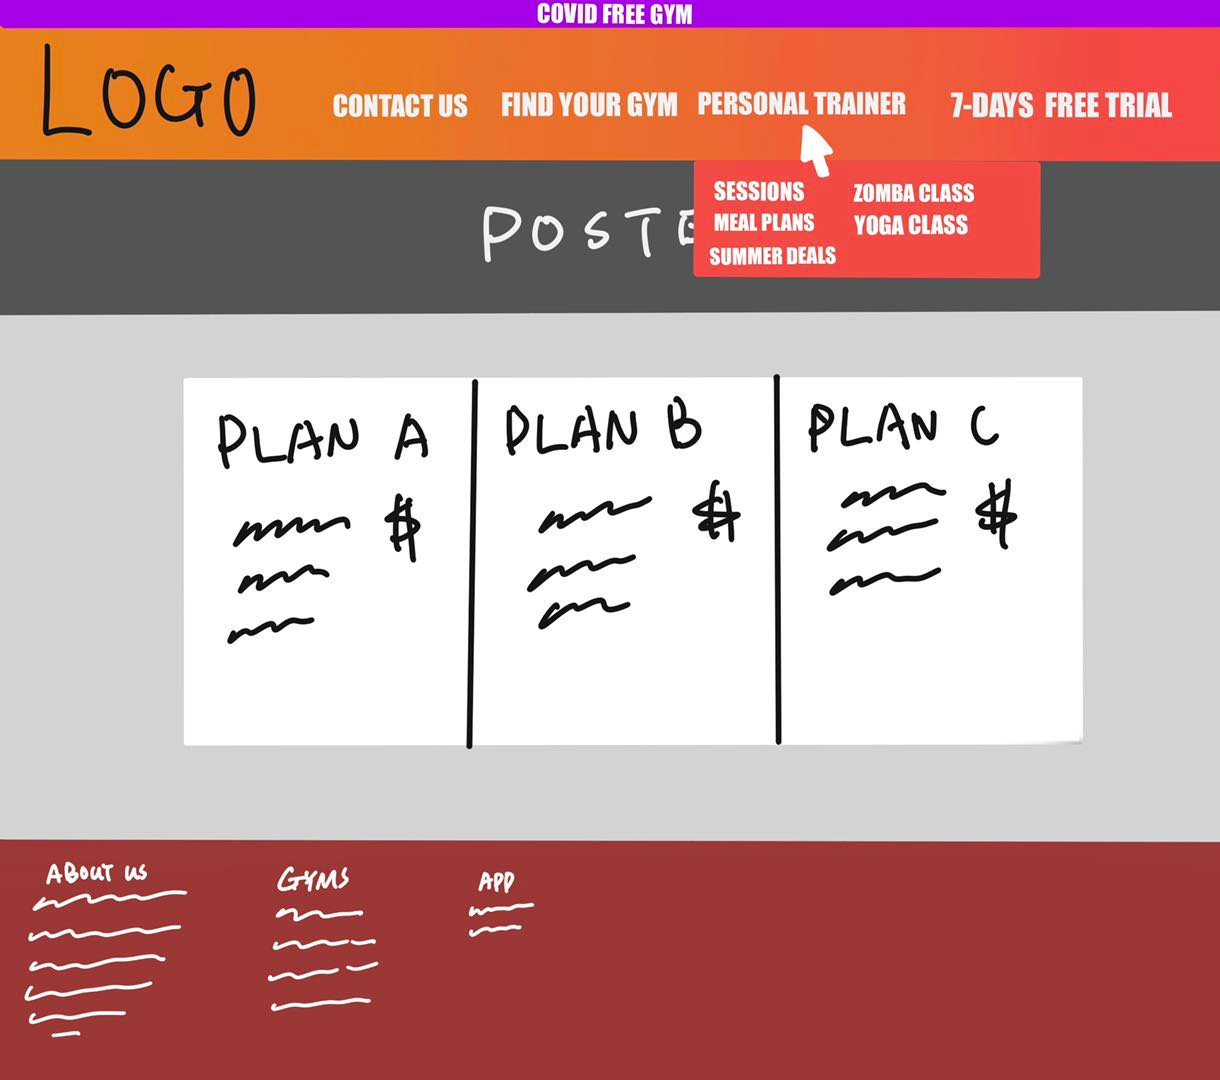 COVID FREE GYM
LOGO
CONTACT US
FIND YOUR GYM
PERSONAL TRAINER
7-DAYS FREE TRIAL
SESSIONS
ZOMBA CLASS
MEAL PLANS
YOGA CLASS
SUMMER DEALS
POSTE
PLAN A
$
PLAN B
$
PLAN C
$
ABOUT US
GYMS
APP